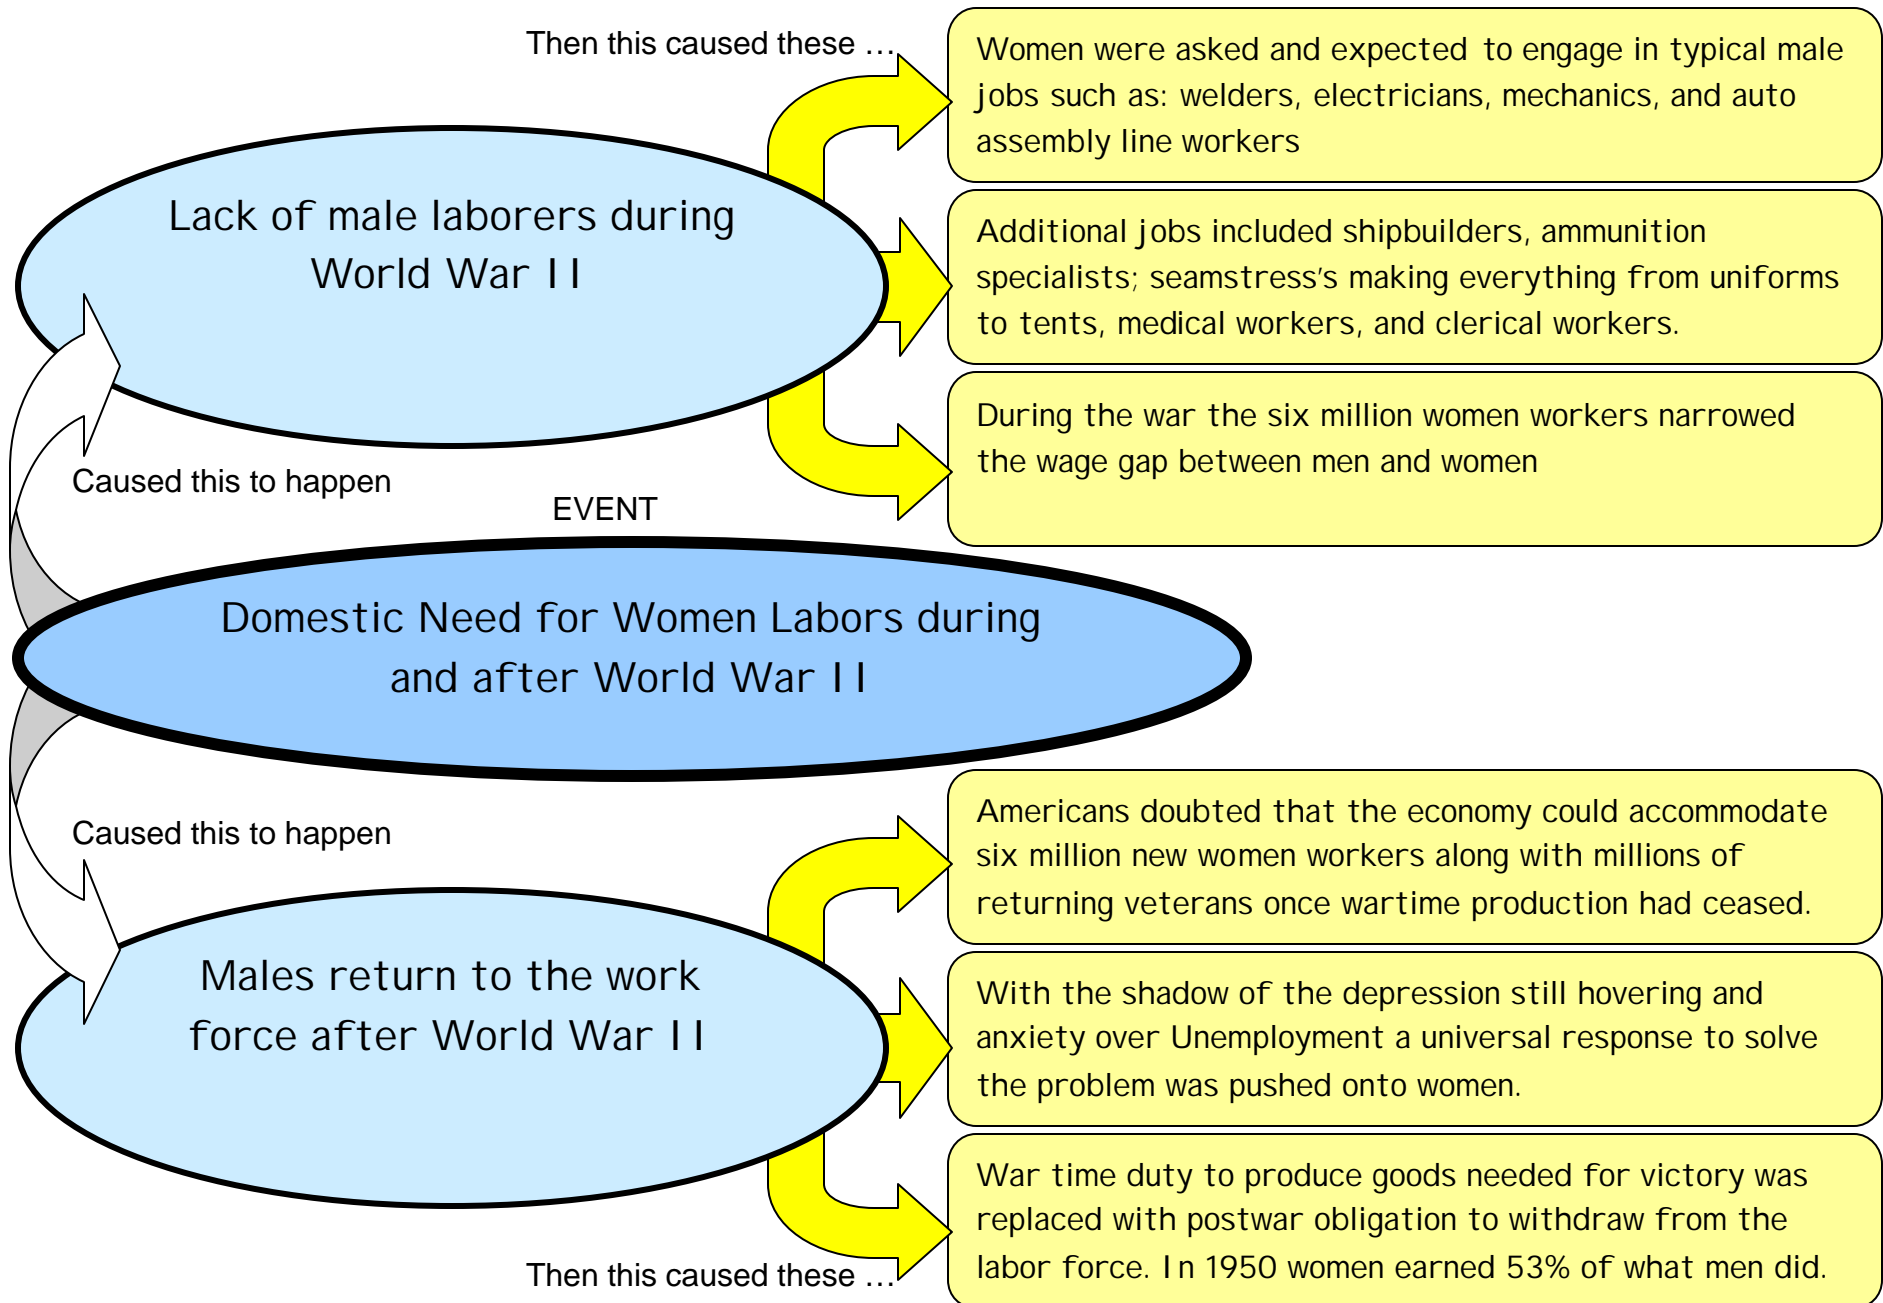 Then this caused these …
Women were asked and expected to engage in typical male
jobs such as: welders, electricians, mechanics, and auto
assembly line workers
Lack of male laborers during
World War II
Additional jobs included shipbuilders, ammunition
specialists; seamstress's making everything from uniforms
to tents, medical workers, and clerical workers.
During the war the six million women workers narrowed
the wage gap between men and women
Caused this to happen
EVENT
Domestic Need for Women Labors during
and after World War II
Caused this to happen
Americans doubted that the economy could accommodate
six million new women workers along with millions of
returning veterans once wartime production had ceased.
Males return to the work
force after World War II
With the shadow of the depression still hovering and
anxiety over Unemployment a universal response to solve
the problem was pushed onto women.
War time duty to produce goods needed for victory was
replaced with postwar obligation to withdraw from the
labor force. In 1950 women earned 53% of what men did.
Then this caused these …